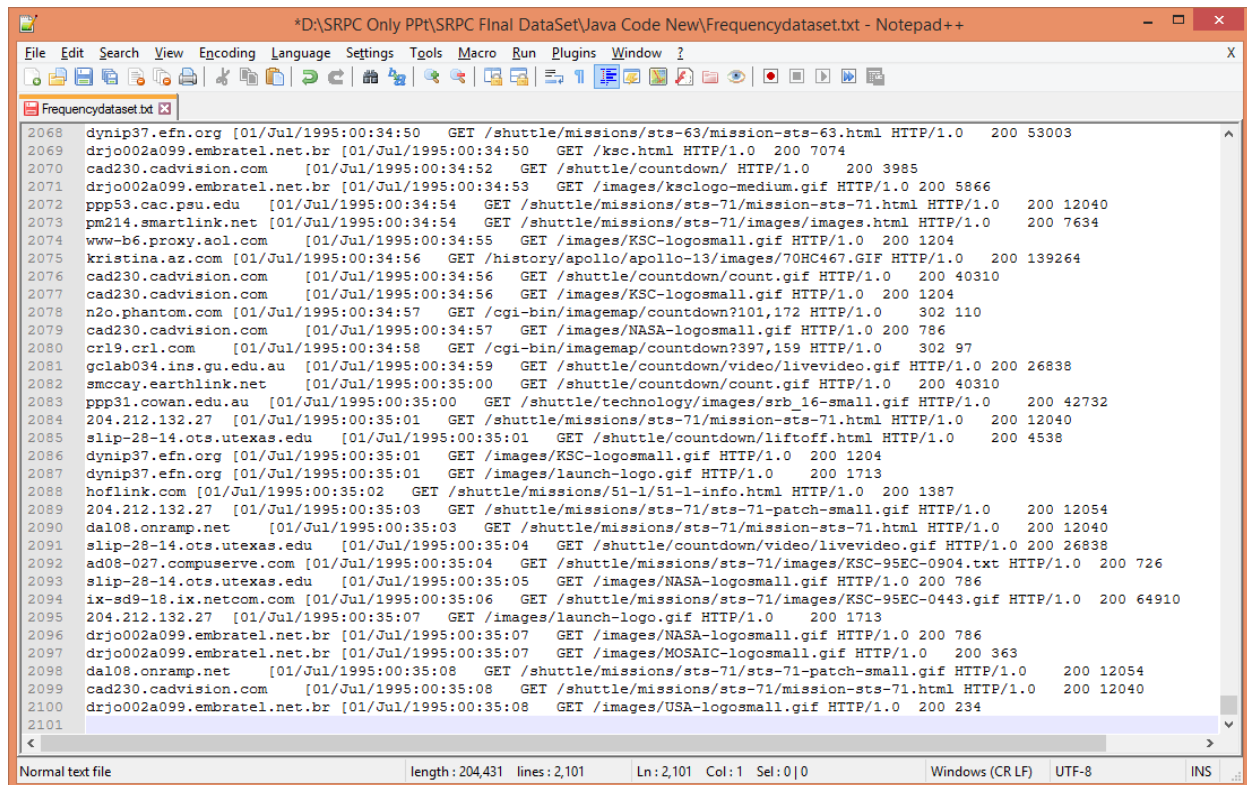 *D:\SRPC Only PPt\SRPC FInal DataSet\Java Code New\Frequencydataset.txt - Notepad++
File Edit Search View Encoding Language Settings Tools Macro Run Plugins Window ? X
Frequencydataset.txt
2068 dynip37.efn.org [01/Jul/1995:00:34:50 GET /shuttle/missions/sts-63/mission-sts-63.html HTTP/1.0 200 53003
2069 drjo002a099.embratel.net.br [01/Jul/1995:00:34:50 GET /ksc.html HTTP/1.0 200 7074
2070 cad230.cadvision.com [01/Jul/1995:00:34:52 GET /shuttle/countdown/ HTTP/1.0 200 3985
2071 drjo002a099.embratel.net.br [01/Jul/1995:00:34:53 GET /images/ksclogo-medium.gif HTTP/1.0 200 5866
2072 ppp53.cac.psu.edu [01/Jul/1995:00:34:54 GET /shuttle/missions/sts-71/mission-sts-71.html HTTP/1.0 200 12040
2073 pm214.smartlink.net [01/Jul/1995:00:34:54 GET /shuttle/missions/sts-71/images/images.html HTTP/1.0 200 7634
2074 www-b6.proxy.aol.com [01/Jul/1995:00:34:55 GET /images/KSC-logosmall.gif HTTP/1.0 200 1204
2075 kristina.az.com [01/Jul/1995:00:34:56 GET /history/apollo/apollo-13/images/70HC467.GIF HTTP/1.0 200 139264
2076 cad230.cadvision.com [01/Jul/1995:00:34:56 GET /shuttle/countdown/count.gif HTTP/1.0 200 40310
2077 cad230.cadvision.com [01/Jul/1995:00:34:56 GET /images/KSC-logosmall.gif HTTP/1.0 200 1204
2078 n2o.phantom.com [01/Jul/1995:00:34:57 GET /cgi-bin/imagemap/countdown?101,172 HTTP/1.0 302 110
2079 cad230.cadvision.com [01/Jul/1995:00:34:57 GET /images/NASA-logosmall.gif HTTP/1.0 200 786
2080 crl9.crl.com [01/Jul/1995:00:34:58 GET /cgi-bin/imagemap/countdown?397,159 HTTP/1.0 302 97
2081 gclab034.ins.gu.edu.au [01/Jul/1995:00:34:59 GET /shuttle/countdown/video/livevideo.gif HTTP/1.0 200 26838
2082 smccay.earthlink.net [01/Jul/1995:00:35:00 GET /shuttle/countdown/count.gif HTTP/1.0 200 40310
2083 ppp31.cowan.edu.au [01/Jul/1995:00:35:00 GET /shuttle/technology/images/srb_16-small.gif HTTP/1.0 200 42732
2084 204.212.132.27 [01/Jul/1995:00:35:01 GET /shuttle/missions/sts-71/mission-sts-71.html HTTP/1.0 200 12040
2085 slip-28-14.ots.utexas.edu [01/Jul/1995:00:35:01 GET /shuttle/countdown/liftoff.html HTTP/1.0 200 4538
2086 dynip37.efn.org [01/Jul/1995:00:35:01 GET /images/KSC-logosmall.gif HTTP/1.0 200 1204
2087 dynip37.efn.org [01/Jul/1995:00:35:01 GET /images/launch-logo.gif HTTP/1.0 200 1713
2088 hoflink.com [01/Jul/1995:00:35:02 GET /shuttle/missions/51-l/51-l-info.html HTTP/1.0 200 1387
2089 204.212.132.27 [01/Jul/1995:00:35:03 GET /shuttle/missions/sts-71/sts-71-patch-small.gif HTTP/1.0 200 12054
2090 dal08.onramp.net [01/Jul/1995:00:35:03 GET /shuttle/missions/sts-71/mission-sts-71.html HTTP/1.0 200 12040
2091 slip-28-14.ots.utexas.edu [01/Jul/1995:00:35:04 GET /shuttle/countdown/video/livevideo.gif HTTP/1.0 200 26838
2092 ad08-027.compuserve.com [01/Jul/1995:00:35:04 GET /shuttle/missions/sts-71/images/KSC-95EC-0904.txt HTTP/1.0 200 726
2093 slip-28-14.ots.utexas.edu [01/Jul/1995:00:35:05 GET /images/NASA-logosmall.gif HTTP/1.0 200 786
2094 ix-sd9-18.ix.netcom.com [01/Jul/1995:00:35:06 GET /shuttle/missions/sts-71/images/KSC-95EC-0443.gif HTTP/1.0 200 64910
2095 204.212.132.27 [01/Jul/1995:00:35:07 GET /images/launch-logo.gif HTTP/1.0 200 1713
2096 drjo002a099.embratel.net.br [01/Jul/1995:00:35:07 GET /images/NASA-logosmall.gif HTTP/1.0 200 786
2097 drjo002a099.embratel.net.br [01/Jul/1995:00:35:07 GET /images/MOSAIC-logosmall.gif HTTP/1.0 200 363
2098 dal08.onramp.net [01/Jul/1995:00:35:08 GET /shuttle/missions/sts-71/sts-71-patch-small.gif HTTP/1.0 200 12054
2099 cad230.cadvision.com [01/Jul/1995:00:35:08 GET /shuttle/missions/sts-71/mission-sts-71.html HTTP/1.0 200 12040
2100 drjo002a099.embratel.net.br [01/Jul/1995:00:35:08 GET /images/USA-logosmall.gif HTTP/1.0 200 234
2101
Normal text file length : 204,431 lines : 2,101 Ln : 2,101 Col : 1 Sel : 0 | 0 Windows (CR LF) UTF-8 INS